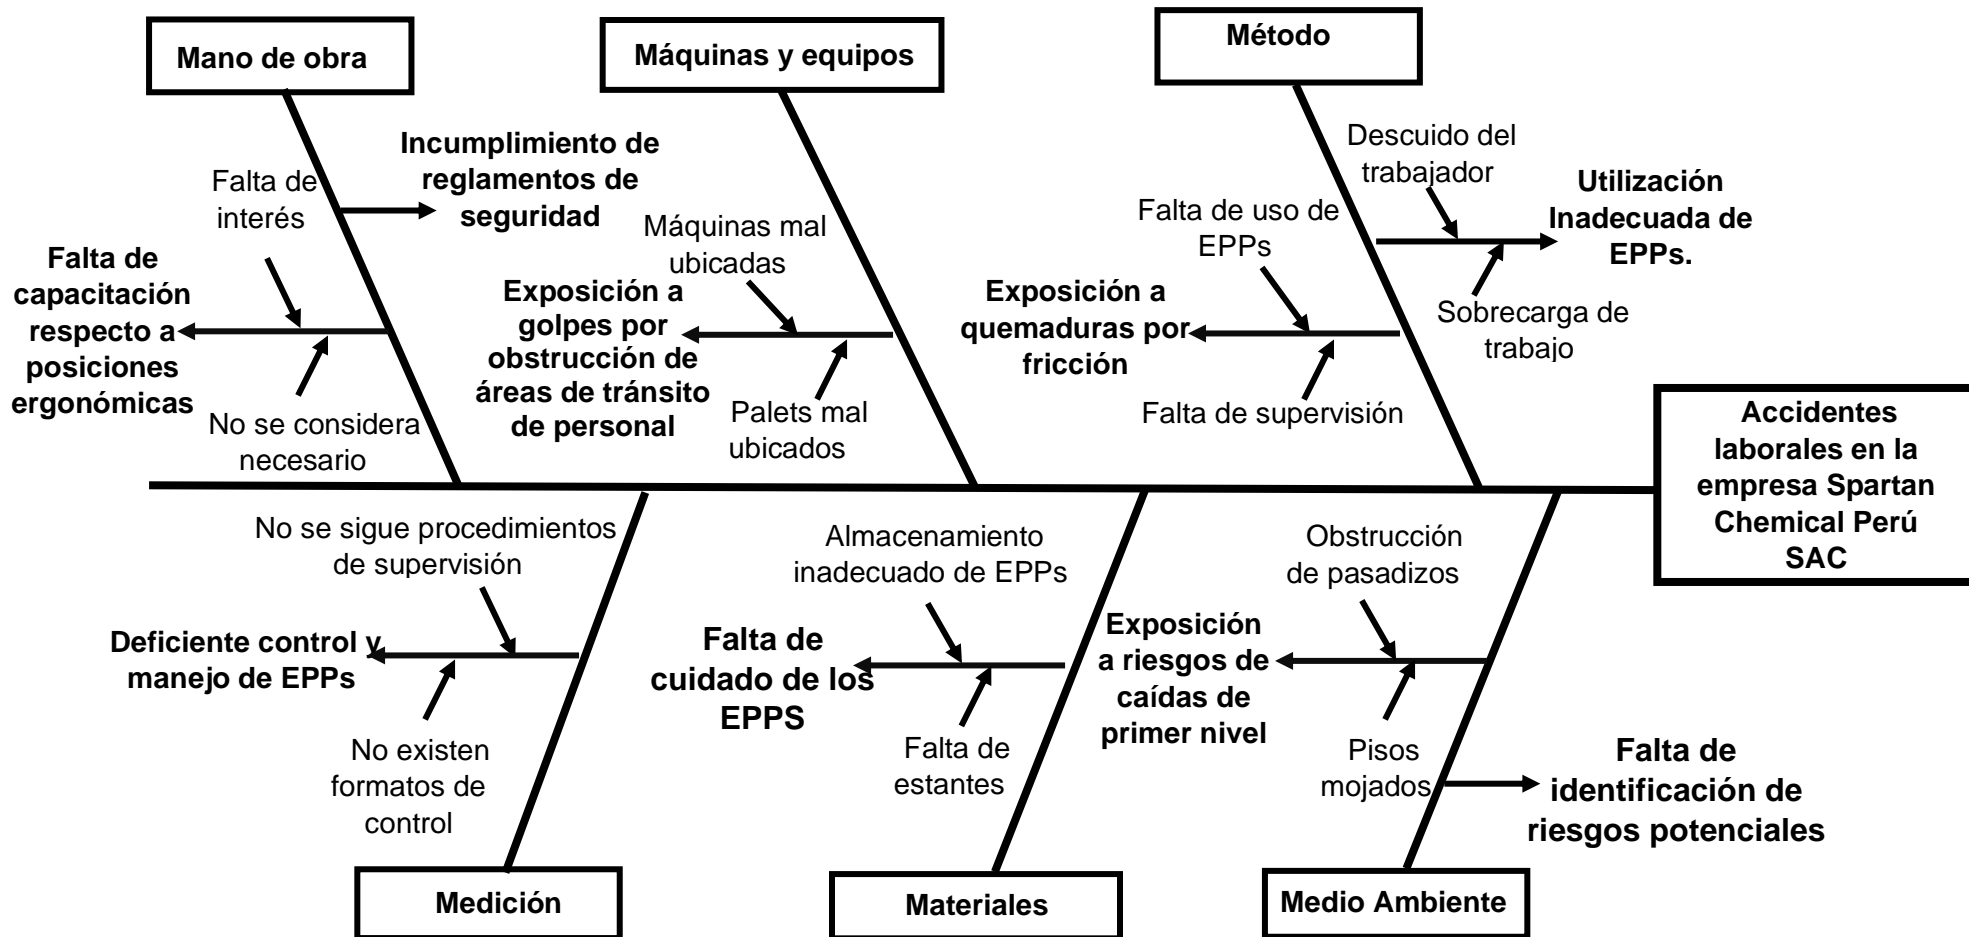 Mano de obra
Máquinas y equipos
Método
Incumplimiento de
reglamentos de
seguridad
Falta de
interés
Falta de
capacitación
respecto a
posiciones
ergonómicas
No se considera
necesario
Máquinas mal
ubicadas
Exposición a
golpes por
obstrucción de
áreas de tránsito
de personal
Palets mal
ubicados
Descuido del
trabajador
Utilización
Inadecuada de
EPPs.
Sobrecarga de
trabajo
Falta de uso de
EPPs
Exposición a
quemaduras por
fricción
Falta de supervisión
Accidentes
laborales en la
empresa Spartan
Chemical Perú
SAC
No se sigue procedimientos
de supervisión
Deficiente control y
manejo de EPPs
No existen
formatos de
control
Almacenamiento
inadecuado de EPPs
Falta de
cuidado de los
EPPS
Falta de
estantes
Obstrucción
de pasadizos
Exposición
a riesgos de
caídas de
primer nivel
Pisos
mojados
Falta de
identificación de
riesgos potenciales
Medición
Materiales
Medio Ambiente